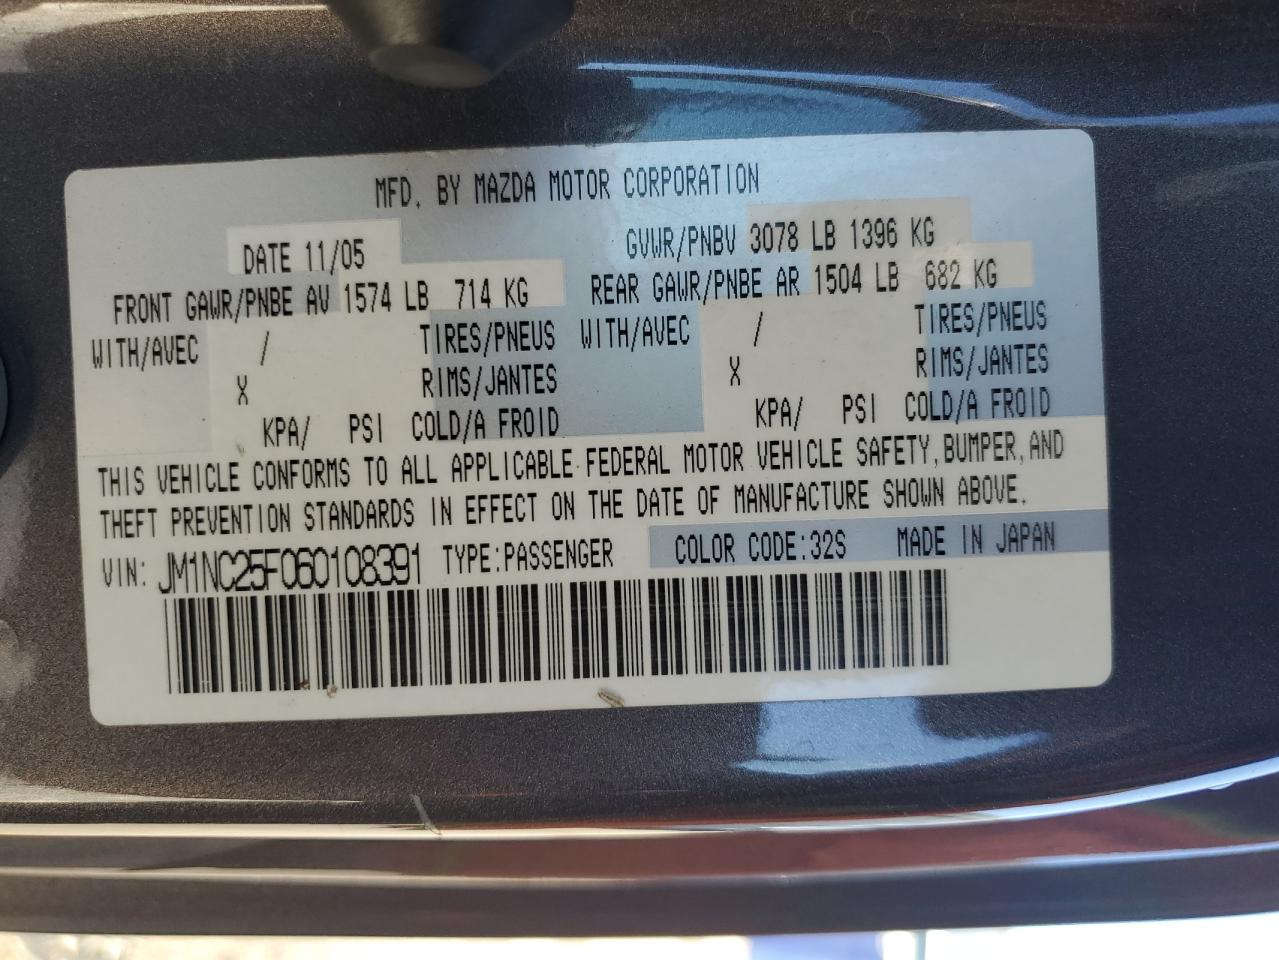 MFD. BY MAZDA MOTOR CORPORATION
DATE 11/05 GVWR/PNBV 3078 LB 1396 KG
FRONT GAWR/PNBE AV 1574 LB 714 KG REAR GAWR/PNBE AR 1504 LB 682 KG
WITH/AVEC / TIRES/PNEUS WITH/AVEC / TIRES/PNEUS
X RIMS/JANTES X RIMS/JANTES
KPA/ PSI COLD/A FROID KPA/ PSI COLD/A FROID
THIS VEHICLE CONFORMS TO ALL APPLICABLE FEDERAL MOTOR VEHICLE SAFETY, BUMPER, AND
THEFT PREVENTION STANDARDS IN EFFECT ON THE DATE OF MANUFACTURE SHOWN ABOVE.
VIN: JM1NC25F060108391 TYPE:PASSENGER COLOR CODE:32S MADE IN JAPAN